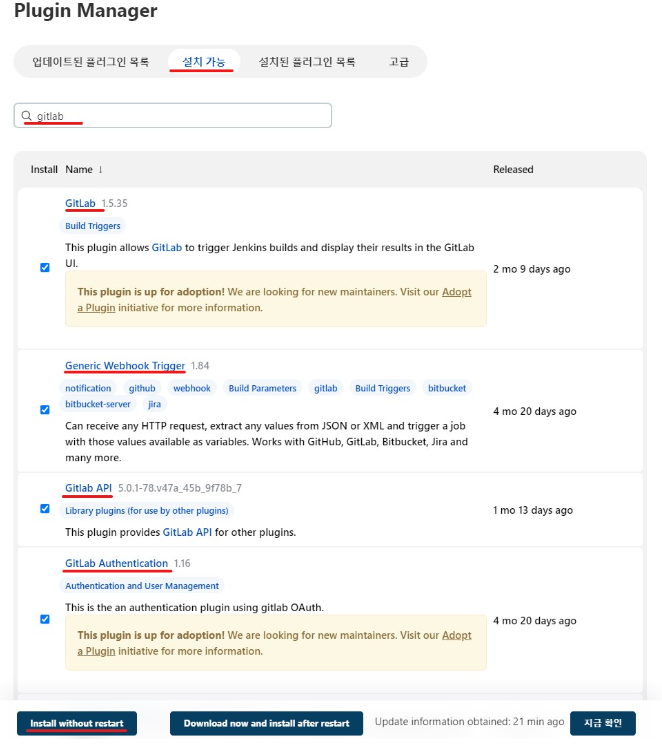 Plugin Manager
업데이트된 플러그인 목록 설치 가능 설치된 플러그인 목록 고급
gitlab
Install Name ↓ Released
GitLab 1.5.35
Build Triggers
This plugin allows GitLab to trigger Jenkins builds and display their results in the GitLab
UI.
2 mo 9 days ago
This plugin is up for adoption! We are looking for new maintainers. Visit our Adopt
a Plugin initiative for more information.
Generic Webhook Trigger 1.84
notification github webhook Build Parameters gitlab Build Triggers bitbucket
bitbucket-server jira
4 mo 20 days ago
Can receive any HTTP request, extract any values from JSON or XML and trigger a job
with those values available as variables. Works with GitHub, GitLab, Bitbucket, Jira and
many more.
Gitlab API 5.0.1-78.v47a_45b_9f78b_7
Library plugins (for use by other plugins)
1 mo 13 days ago
This plugin provides GitLab API for other plugins.
GitLab Authentication 1.16
Authentication and User Management
This is the an authentication plugin using gitlab OAuth.
4 mo 20 days ago
This plugin is up for adoption! We are looking for new maintainers. Visit our Adopt
a Plugin initiative for more information.
Install without restart Download now and install after restart Update information obtained: 21 min ago 지금 확인